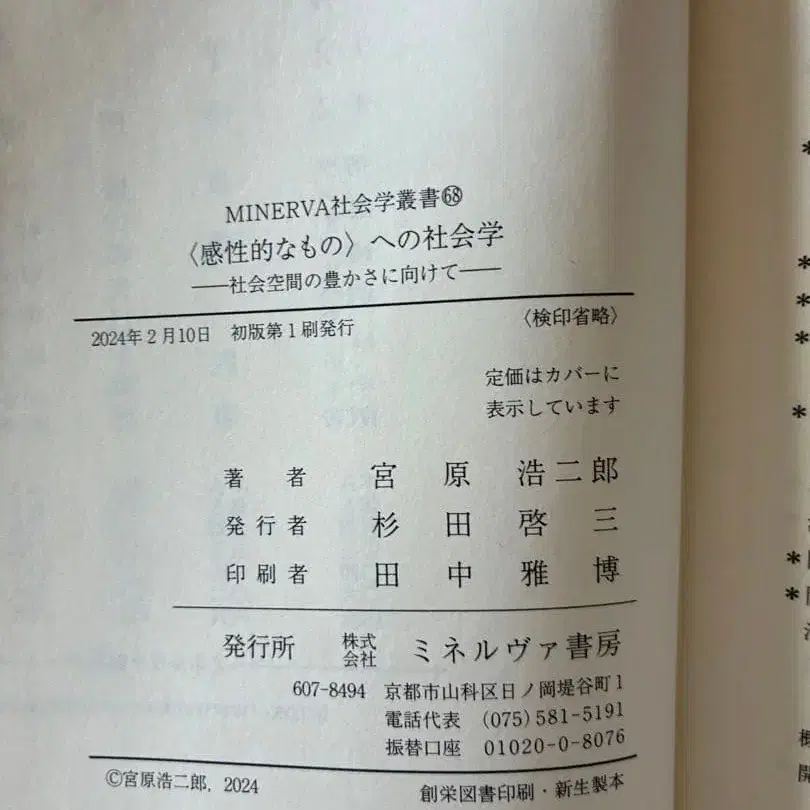 MINERVA社会学叢書㊽
〈感性的なもの〉への社会学
――社会空間の豊かさに向けて――
2024年2月10日　初版第1刷発行　〈検印省略〉
定価はカバーに
表示しています
著　者　宮　原　浩二郎
発行者　杉　田　啓　三
印刷者　田　中　雅　博
発行所　株式会社　ミネルヴァ書房
607-8494　京都市山科区日ノ岡堤谷町1
電話代表　(075)581-5191
振替口座　01020-0-8076
©宮原浩二郎, 2024　創栄図書印刷・新生製本